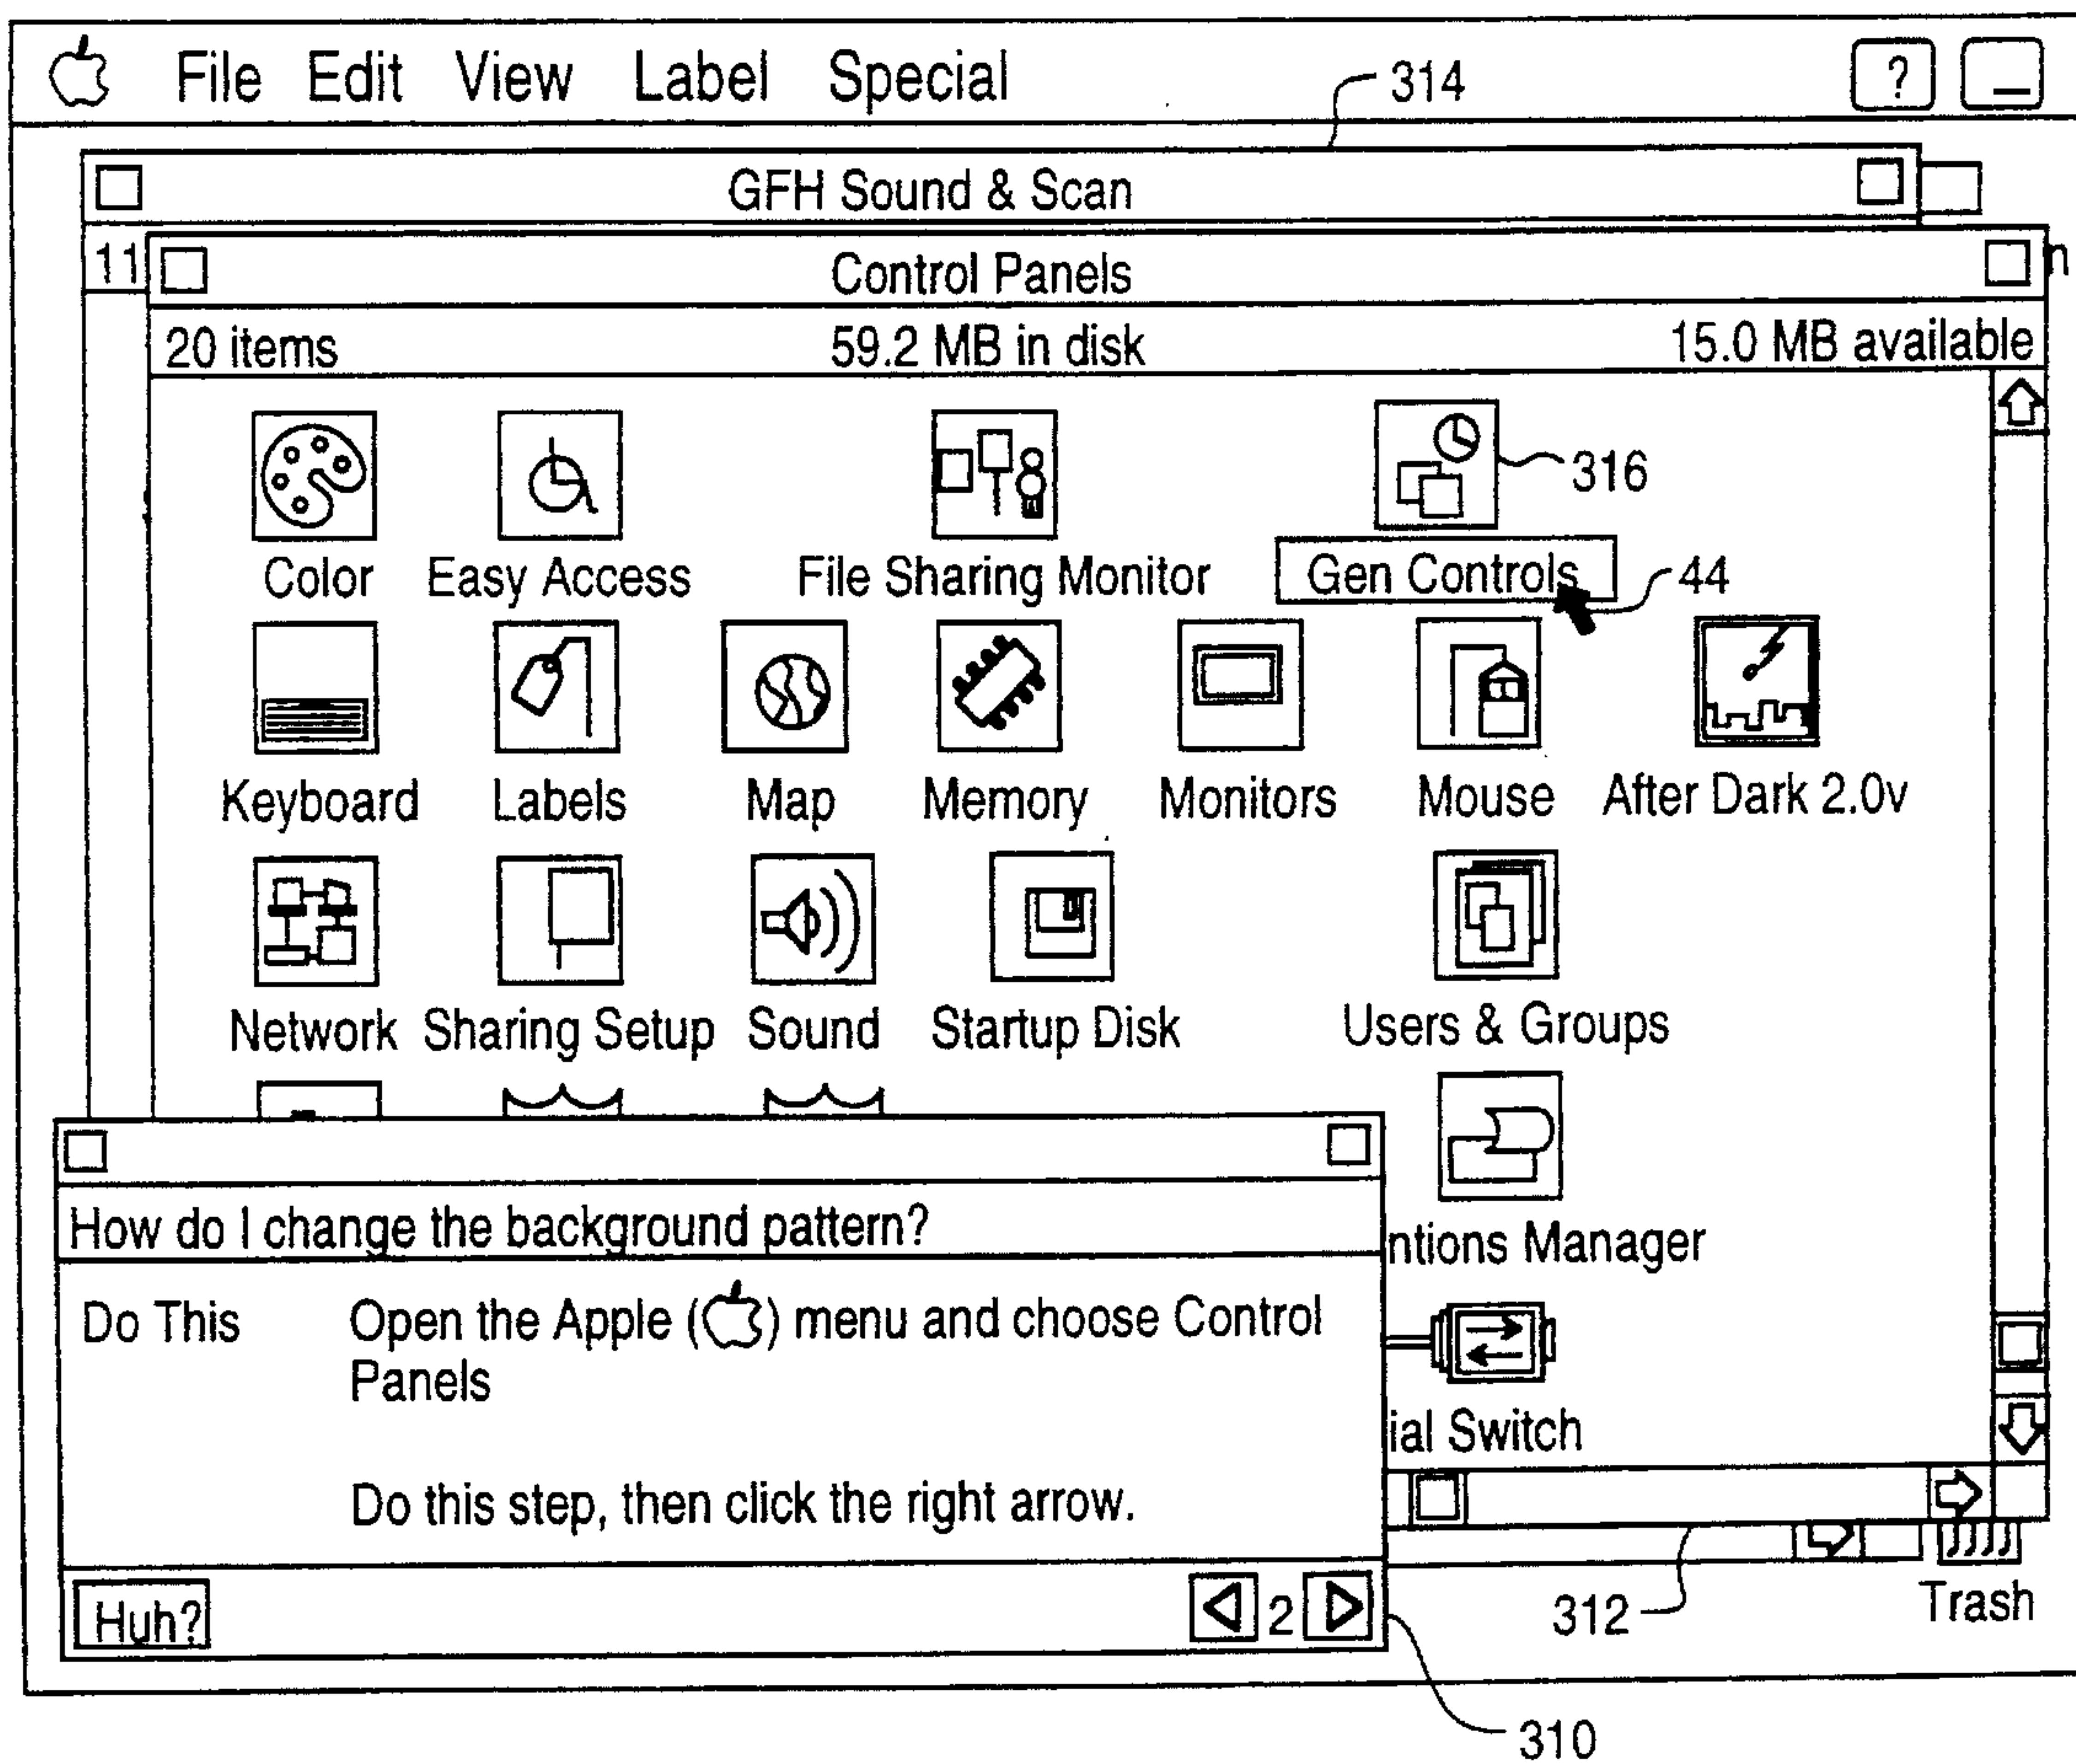 File Edit View Label Special ?
314
GFH Sound & Scan
11
Control Panels
n
20 items 59.2 MB in disk 15.0 MB available
316
Color Easy Access File Sharing Monitor Gen Controls 44
Keyboard Labels Map Memory Monitors Mouse After Dark 2.0v
Network Sharing Setup Sound Startup Disk Users & Groups
How do I change the background pattern?
ntions Manager
Do This Open the Apple () menu and choose Control
Panels
ial Switch
Do this step, then click the right arrow.
Huh? 2 312 Trash
310